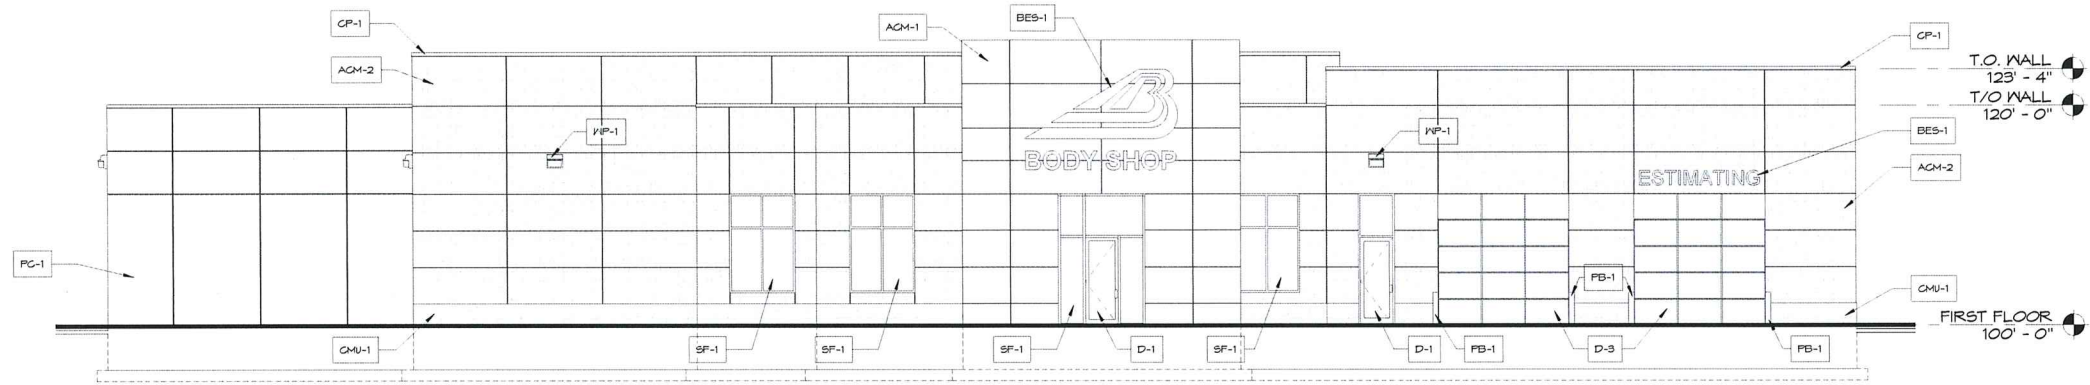 CP-1
ACM-2
ACM-1
BES-1
CP-1
T.O. WALL
123' - 4"
T/O WALL
120' - 0"
WP-1
WP-1
BES-1
B
BODY SHOP
ESTIMATING
ACM-2
PC-1
PB-1
CMU-1
FIRST FLOOR
100' - 0"
CMU-1
SF-1
SF-1
SF-1
D-1
SF-1
D-1
PB-1
D-3
PB-1